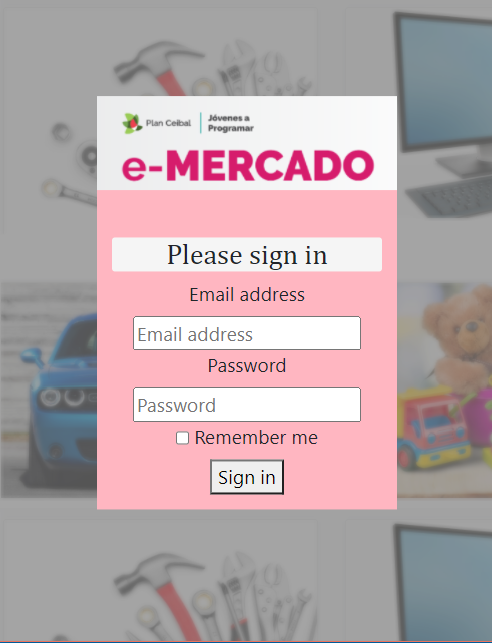 Plan Ceibal
Jóvenes a
Programar
e-MERCADO
Please sign in
Email address
Email address
Password
Password
Remember me
Sign in